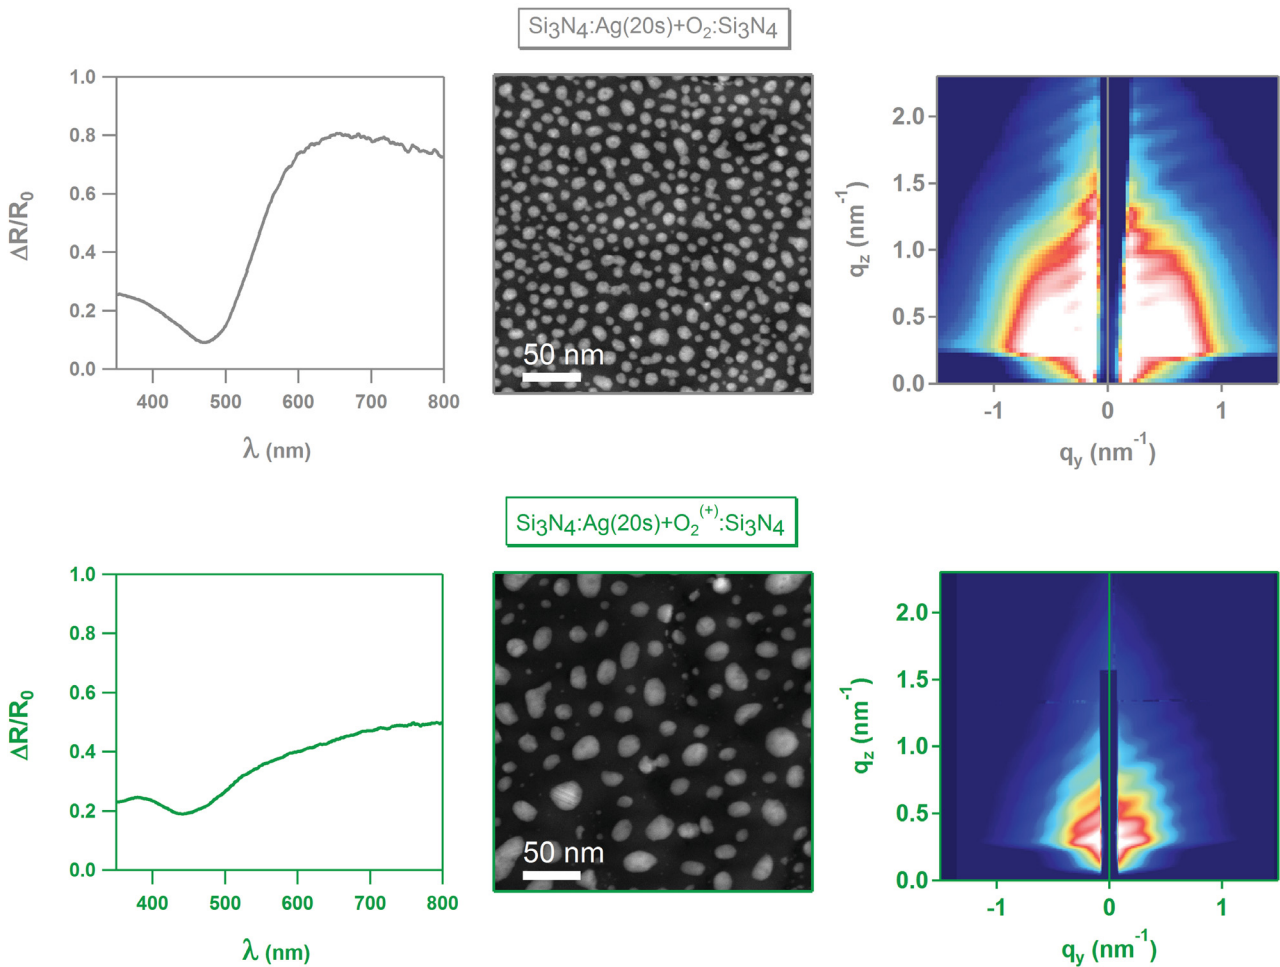 Si3N4:Ag(20s)+O2:Si3N4
1.0
0.8
0.6
0.4
0.2
0.0
ΔR/R0
400 500 600 700 800
λ (nm)
50 nm
2.0
1.5
1.0
0.5
0.0
qz (nm-1)
-1 0 1
qy (nm-1)
Si3N4:Ag(20s)+O2(+):Si3N4
1.0
0.8
0.6
0.4
0.2
0.0
ΔR/R0
400 500 600 700 800
λ (nm)
50 nm
2.0
1.5
1.0
0.5
0.0
qz (nm-1)
-1 0 1
qy (nm-1)